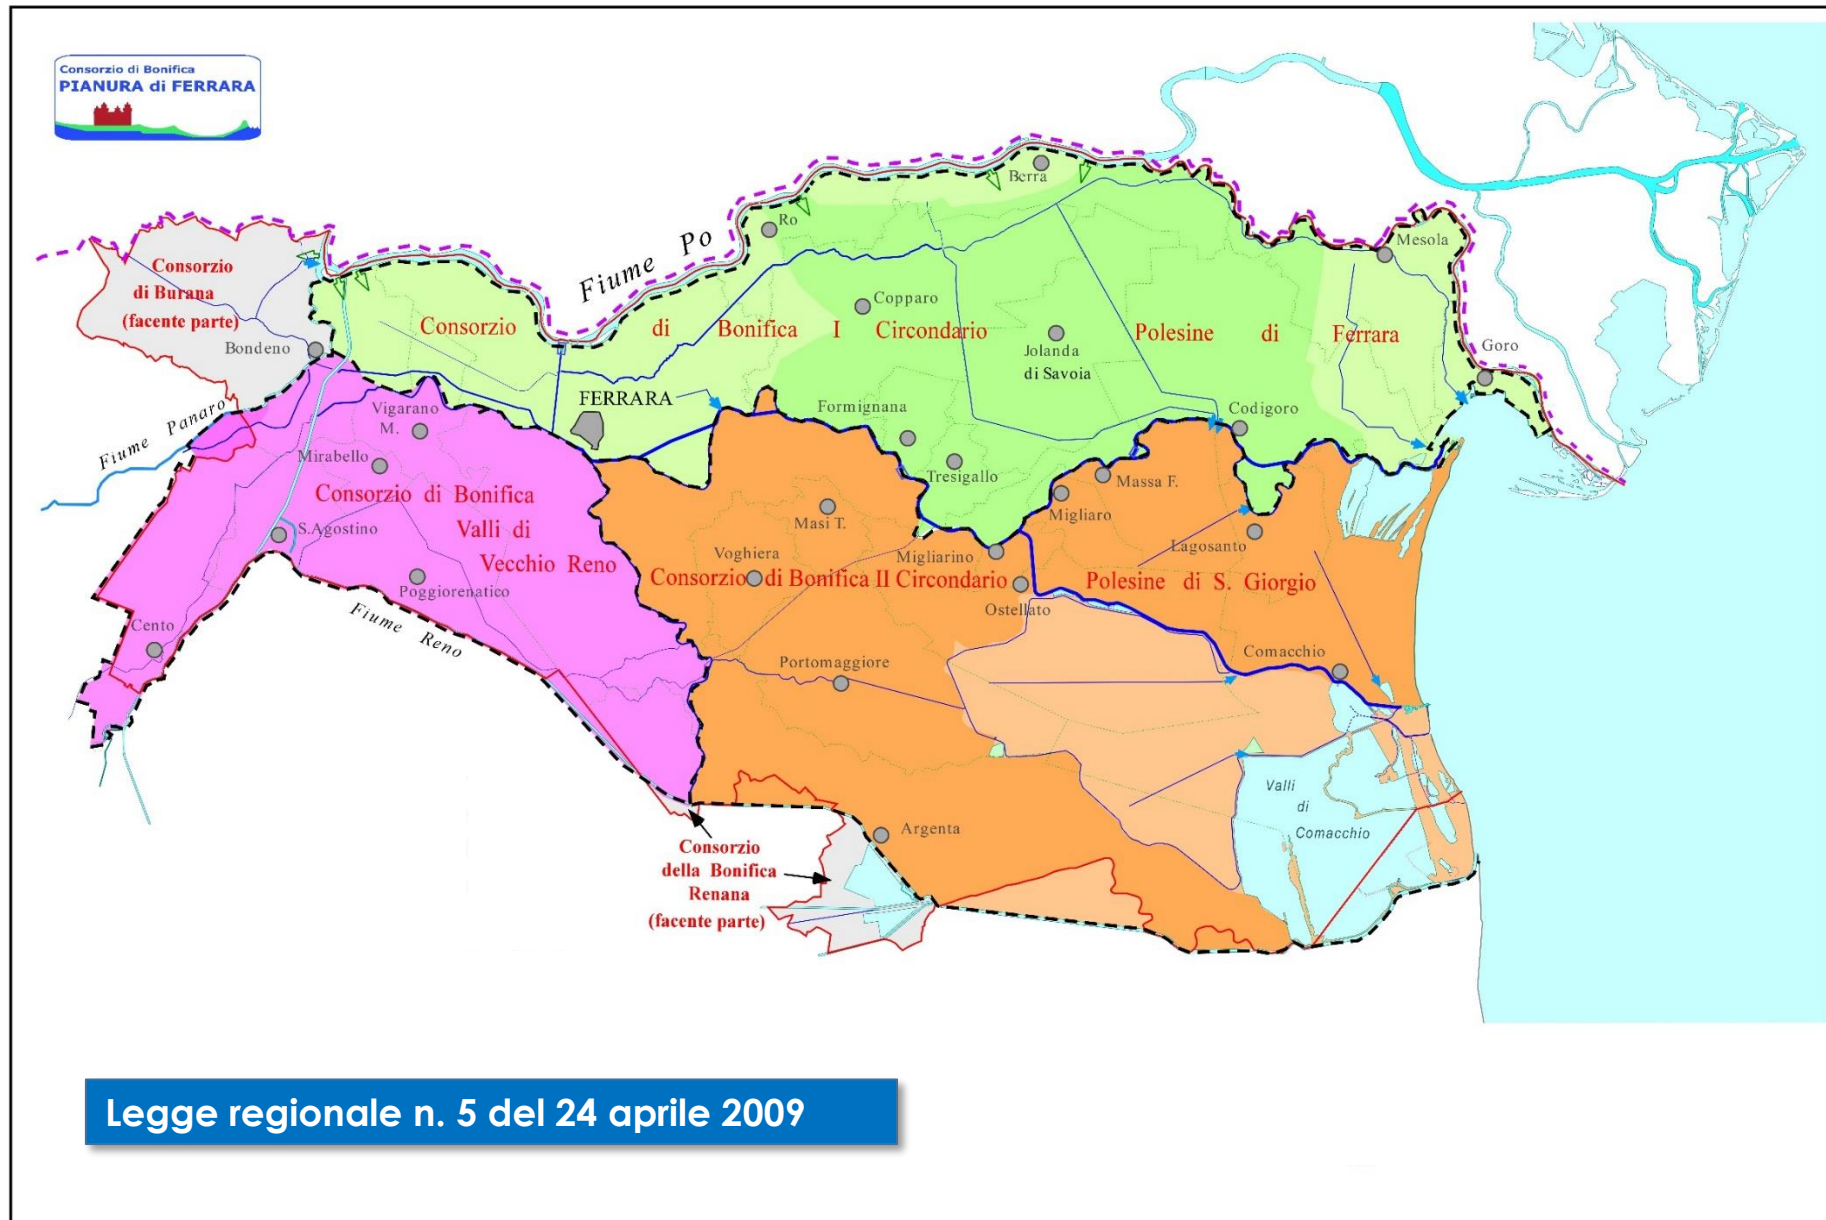 Consorzio di Bonifica
PIANURA di FERRARA
Fiume Po
Berra
Ro
Mesola
Consorzio
di Burana
(facente parte)
Copparo
Consorzio di Bonifica I Circondario Polesine di Ferrara
Bondeno
Jolanda
di Savoia
Goro
FERRARA
Formignana
Codigoro
Vigarano
M.
Fiume Panaro
Mirabello
Tresigallo
Massa F.
Consorzio di Bonifica
Valli di
Vecchio Reno
Masi T.
Migliaro
S.Agostino
Voghiera
Migliarino
Lagosanto
Consorzio di Bonifica II Circondario Polesine di S. Giorgio
Poggiorenatico
Ostellato
Fiume Reno
Cento
Portomaggiore
Comacchio
Valli
di
Comacchio
Argenta
Consorzio
della Bonifica
Renana
(facente parte)
Legge regionale n. 5 del 24 aprile 2009